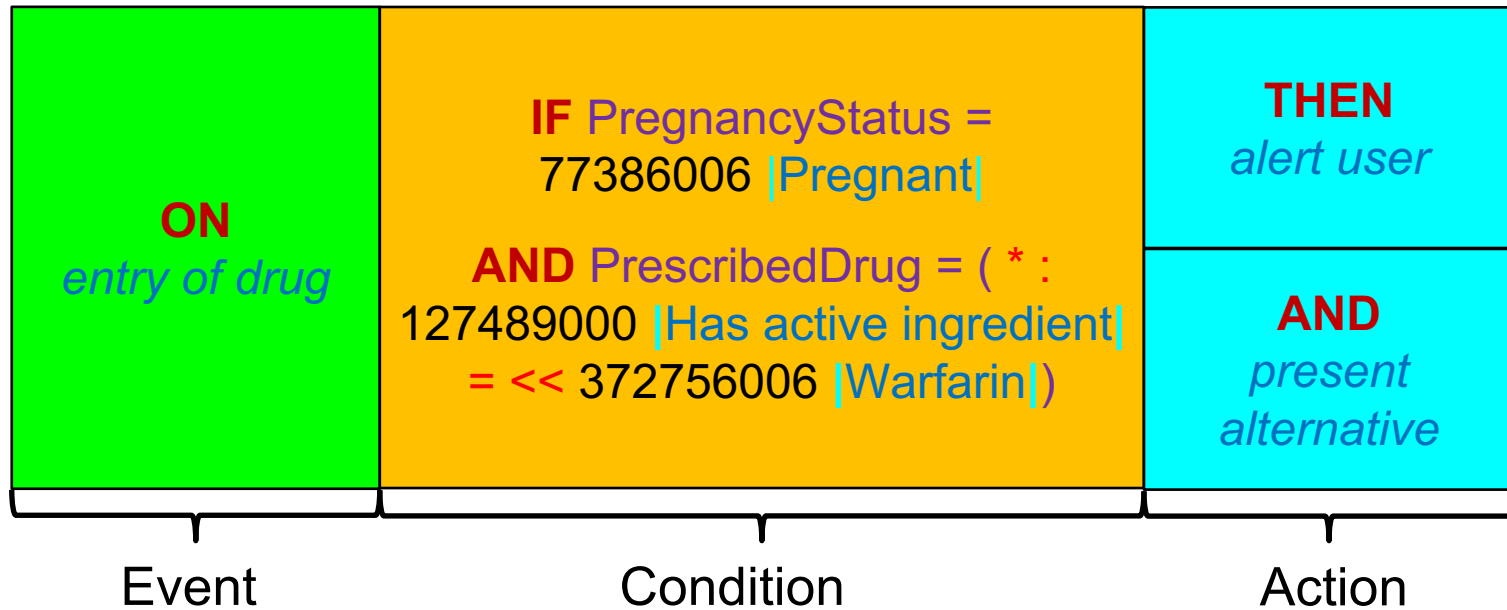 ON
entry of drug
IF PregnancyStatus =
77386006 |Pregnant|
AND PrescribedDrug = ( * :
127489000 |Has active ingredient|
= << 372756006 |Warfarin|)
THEN
alert user
AND
present
alternative
Event
Condition
Action